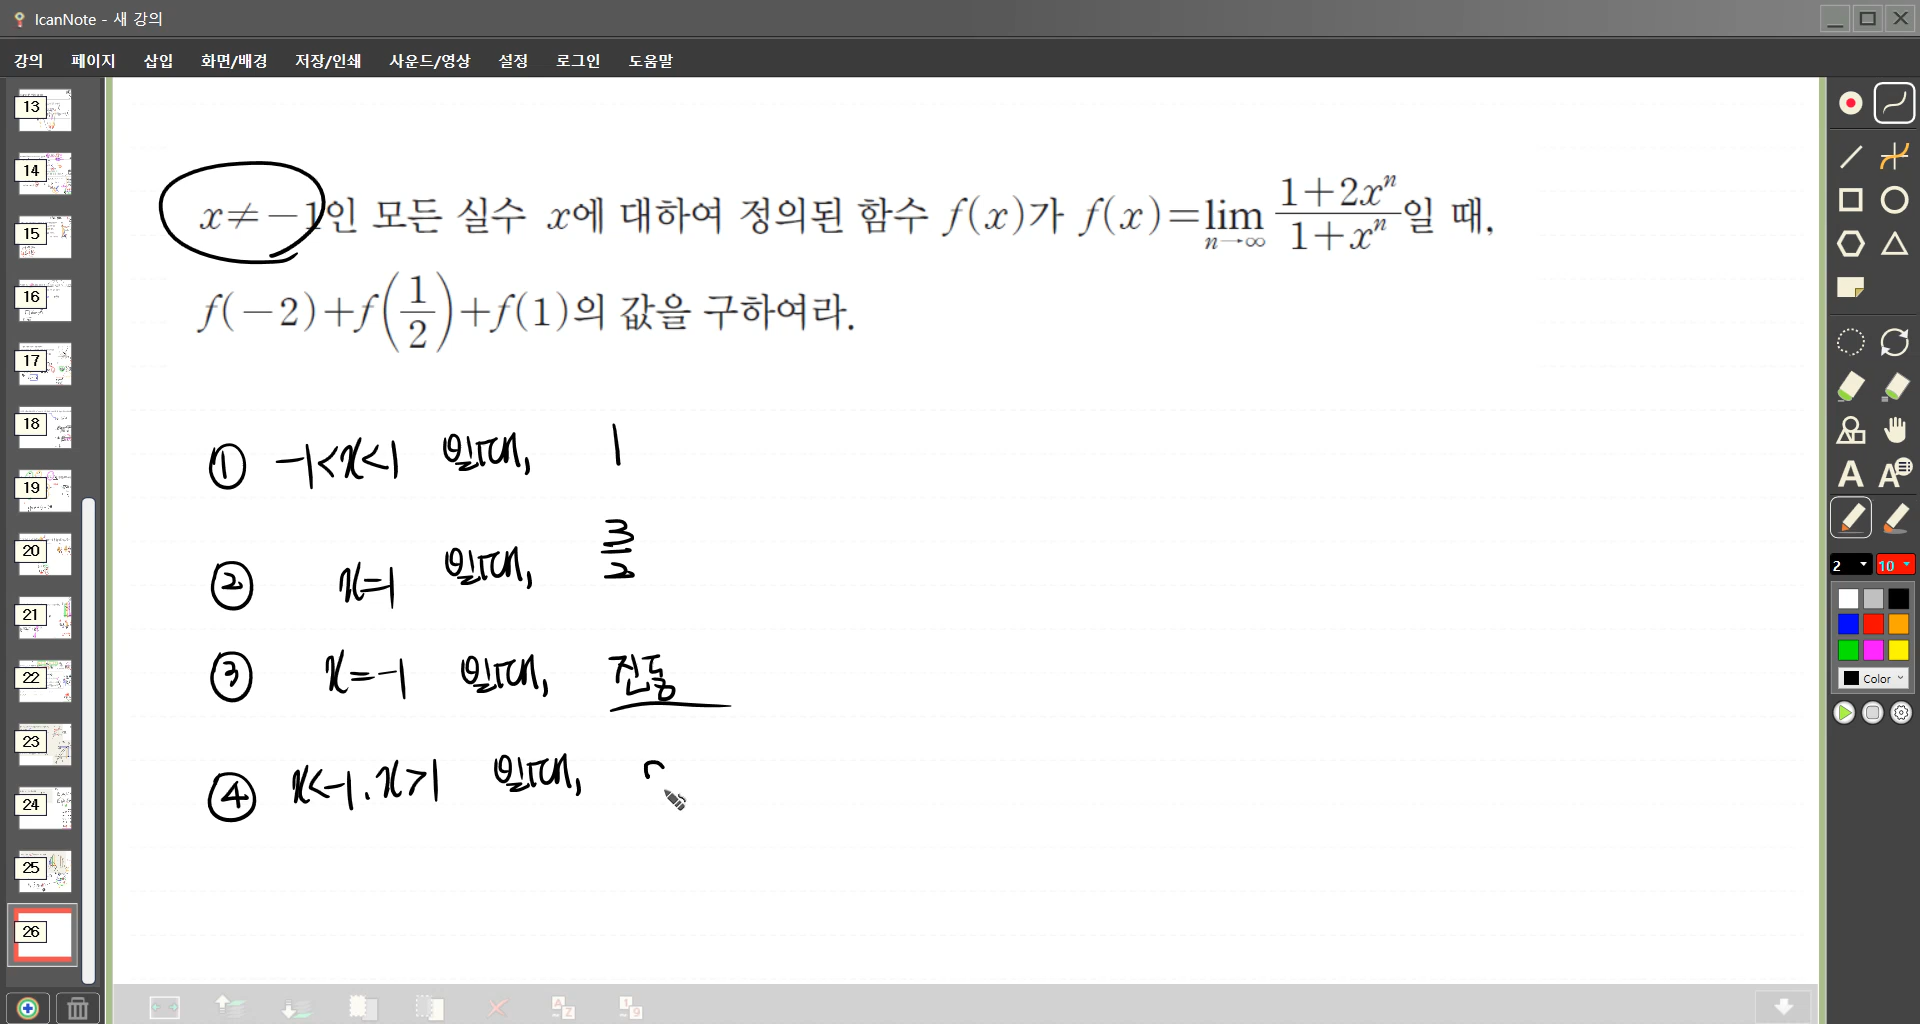 IcanNote - 새 강의
강의 페이지 삽입 화면/배경 저장/인쇄 사운드/영상 설정 로그인 도움말
13
14
15
16
17
18
19
20
21
22
23
24
25
26
x≠-1인 모든 실수 x에 대하여 정의된 함수 f(x)가 f(x)=lim n→∞ (1+2xⁿ)/(1+xⁿ)일 때,
f(-2)+f(1/2)+f(1)의 값을 구하여라.
① -1<x<1 일때, 1
② x=1 일때, 3/2
③ x=-1 일때, 진동
④ x<-1, x>1 일때,
2
10
Color